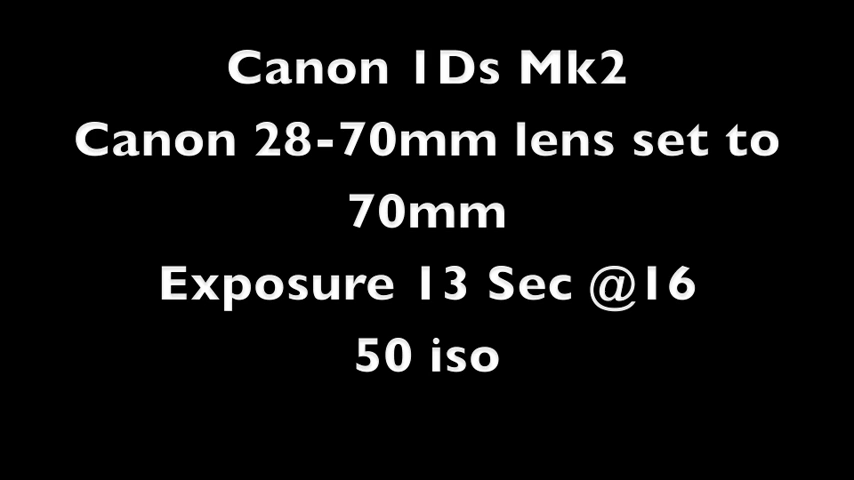 Canon 1Ds Mk2
Canon 28-70mm lens set to
70mm
Exposure 13 Sec @16
50 iso